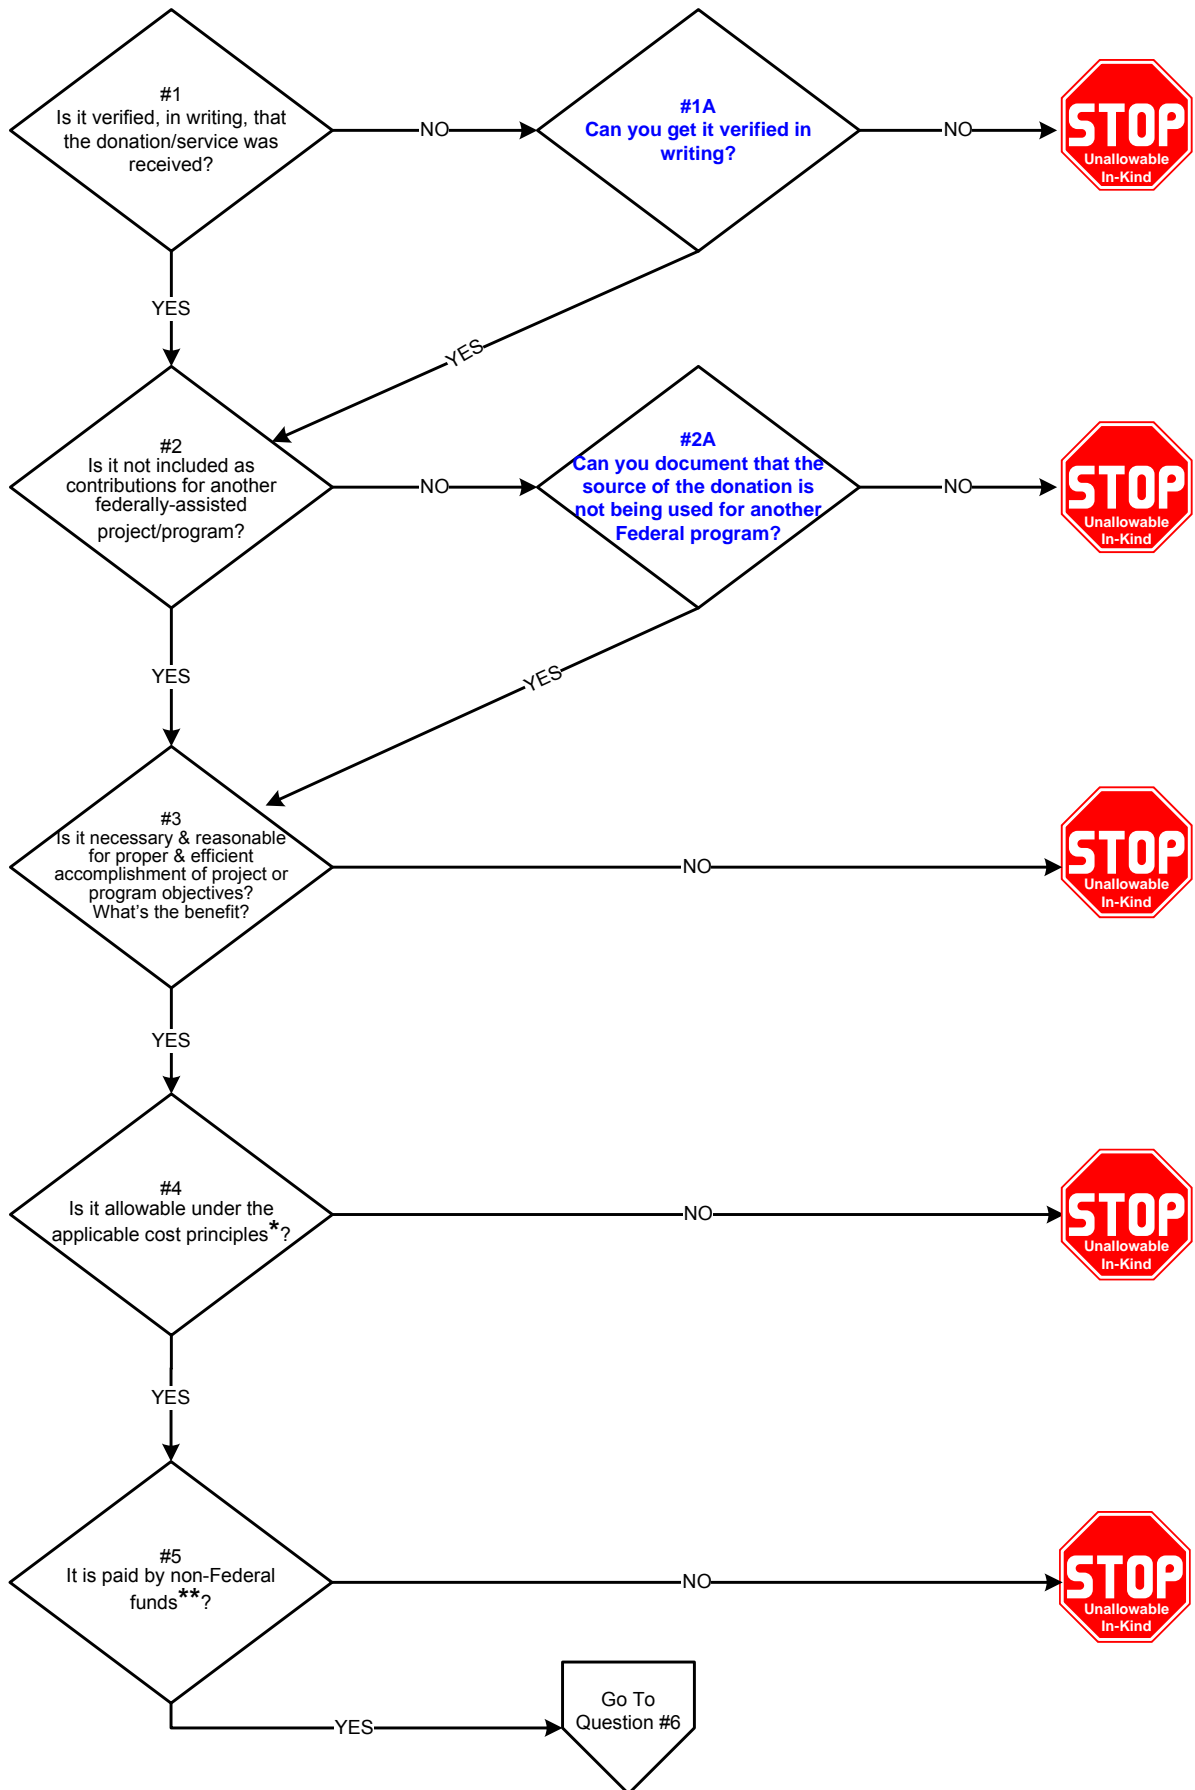 #1
Is it verified, in writing, that
the donation/service was
received?
NO
#1A
Can you get it verified in
writing?
NO
STOP
Unallowable
In-Kind
YES
YES
#2
Is it not included as
contributions for another
federally-assisted
project/program?
NO
#2A
Can you document that the
source of the donation is
not being used for another
Federal program?
NO
STOP
Unallowable
In-Kind
YES
YES
#3
Is it necessary & reasonable
for proper & efficient
accomplishment of project or
program objectives?
What's the benefit?
NO
STOP
Unallowable
In-Kind
YES
#4
Is it allowable under the
applicable cost principles*?
NO
STOP
Unallowable
In-Kind
YES
#5
It is paid by non-Federal
funds**?
NO
STOP
Unallowable
In-Kind
YES
Go To
Question #6